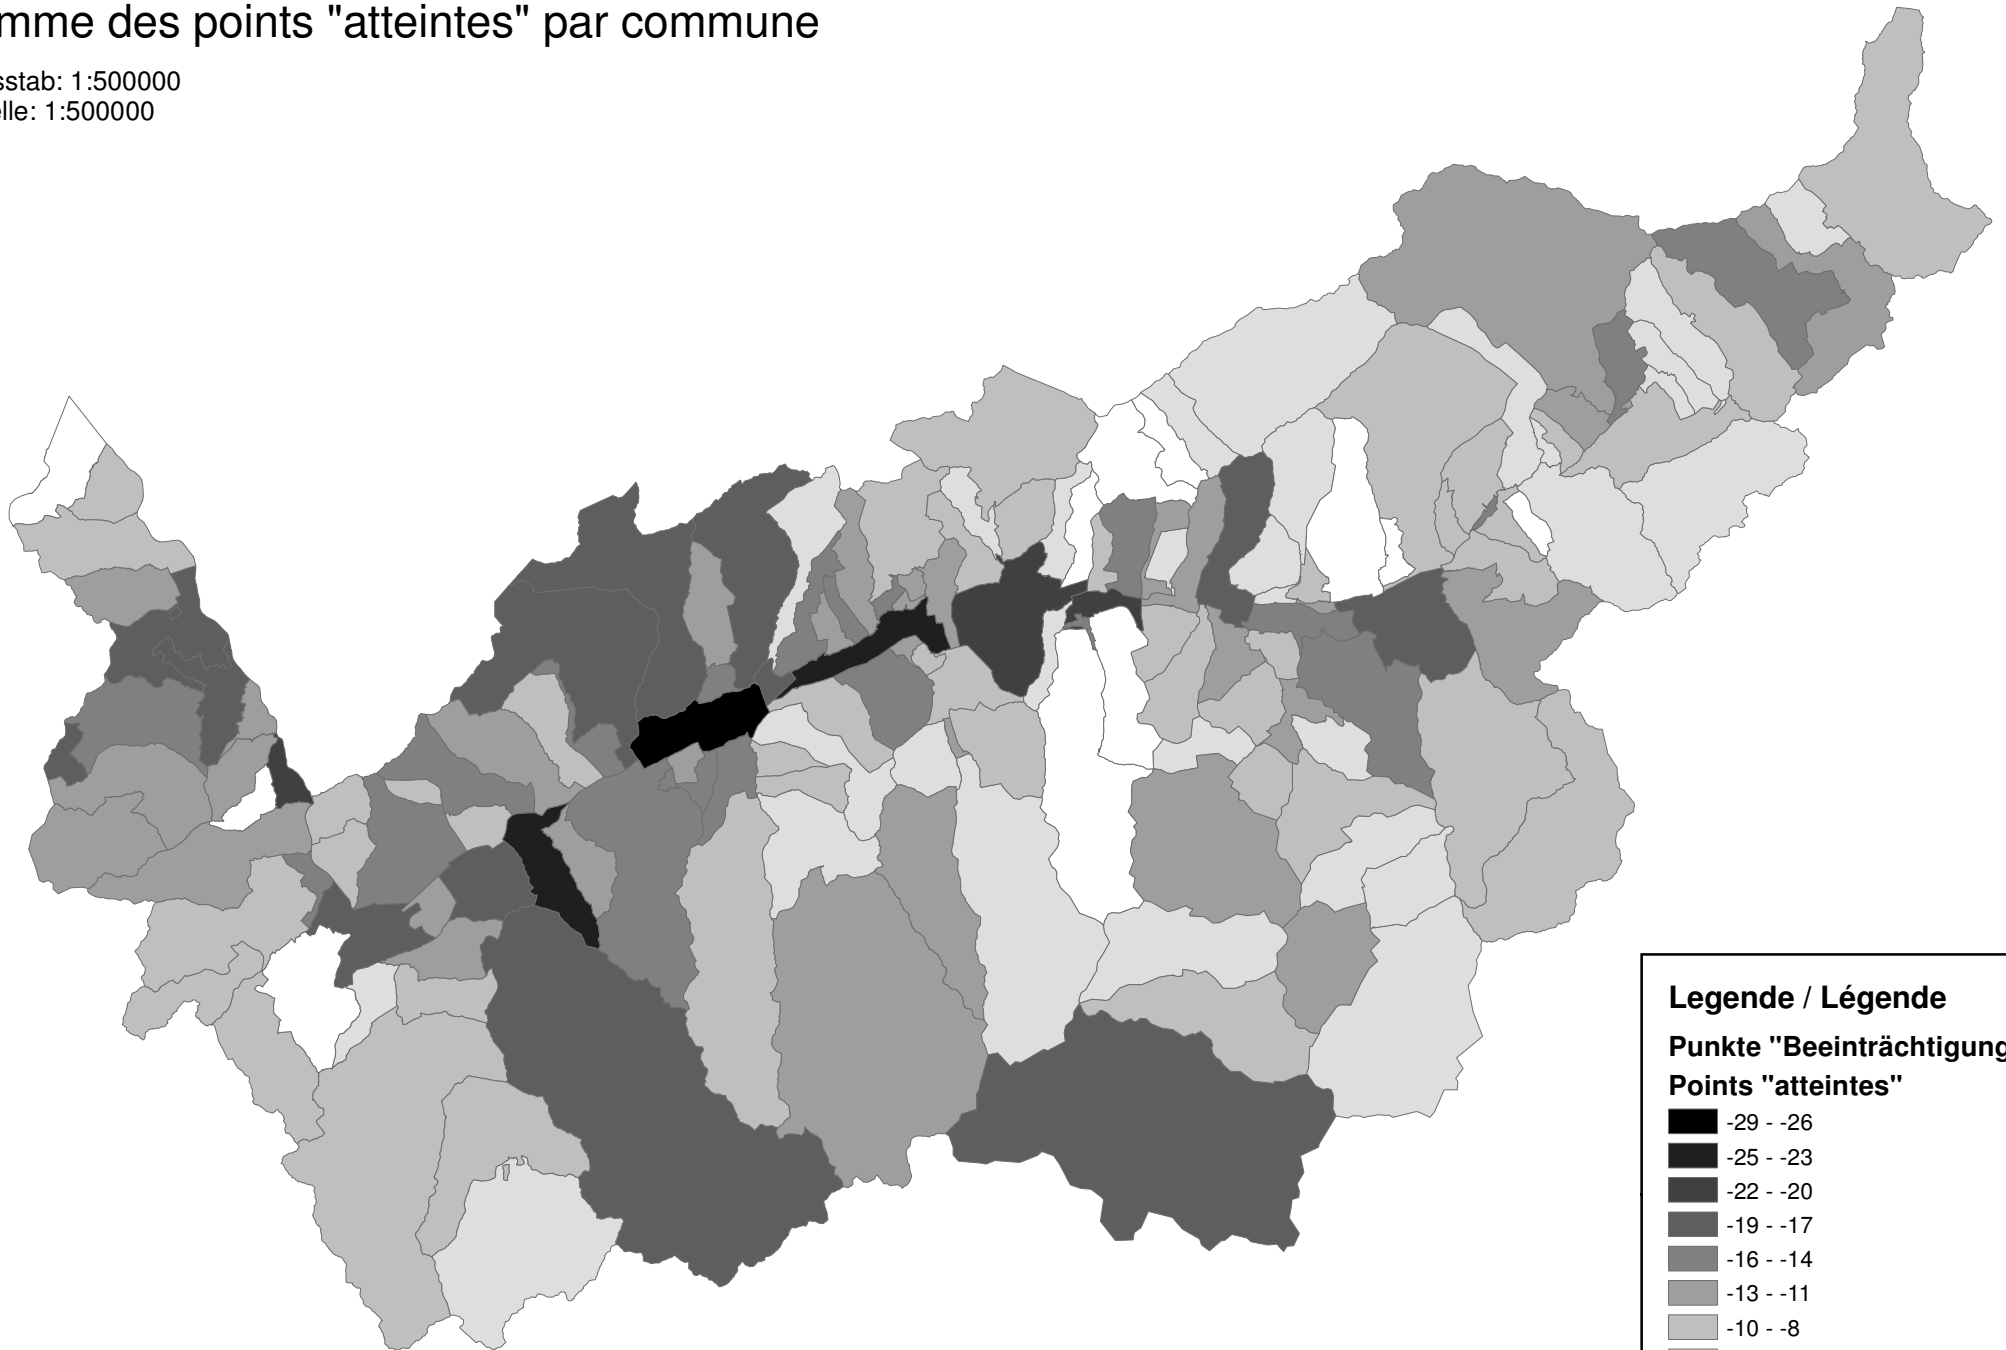 mme des points "atteintes" par commune
sstab: 1:500000
elle: 1:500000
Legende / Légende
Punkte "Beeinträchtigung
Points "atteintes"
-29 - -26
-25 - -23
-22 - -20
-19 - -17
-16 - -14
-13 - -11
-10 - -8